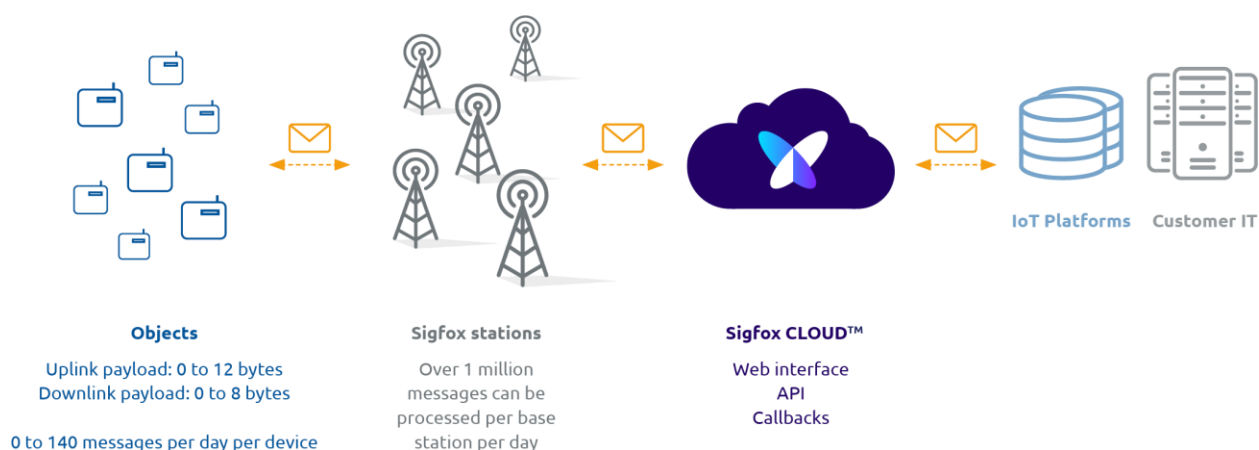 IoT Platforms
Customer IT
Objects
Uplink payload: 0 to 12 bytes
Downlink payload: 0 to 8 bytes
0 to 140 messages per day per device
Sigfox stations
Over 1 million
messages can be
processed per base
station per day
Sigfox CLOUD™
Web interface
API
Callbacks